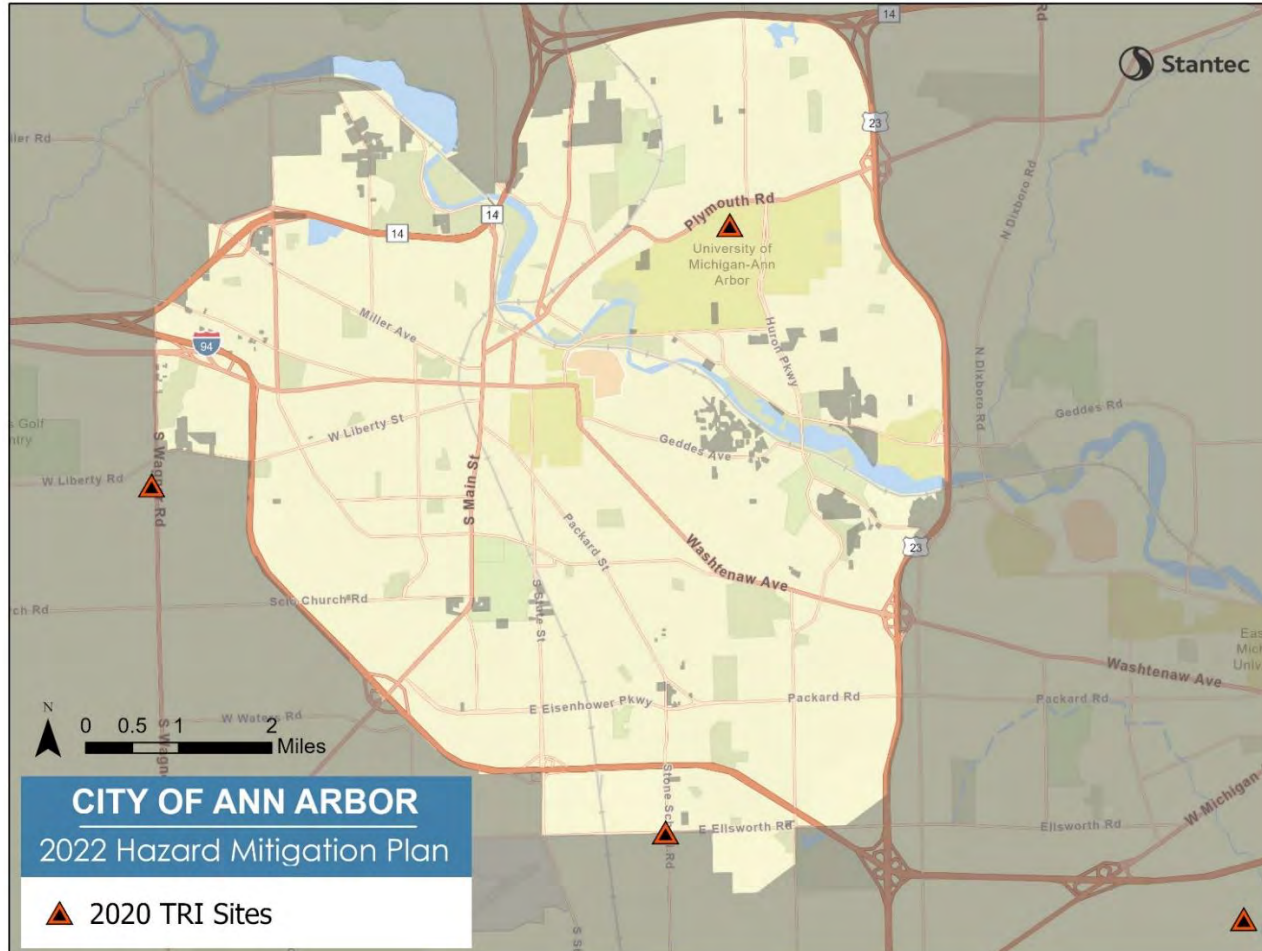 14
Stantec
23
Plymouth Rd
N Dixboro Rd
14
14
University of
Michigan-Ann
Arbor
Miller Ave
94
Huron Pkwy
N Dixboro Rd
Geddes Rd
W Liberty St
Geddes Ave
W Liberty Rd
S Wagner Rd
S Main St
Packard St
23
Washtenaw Ave
Scio Church Rd
S State St
Washtenaw Ave
E Eisenhower Pkwy
Packard Rd
Packard Rd
W Waters Rd
N
0 0.5 1 2
Miles
E Ellsworth Rd
Ellsworth Rd
CITY OF ANN ARBOR
2022 Hazard Mitigation Plan
2020 TRI Sites